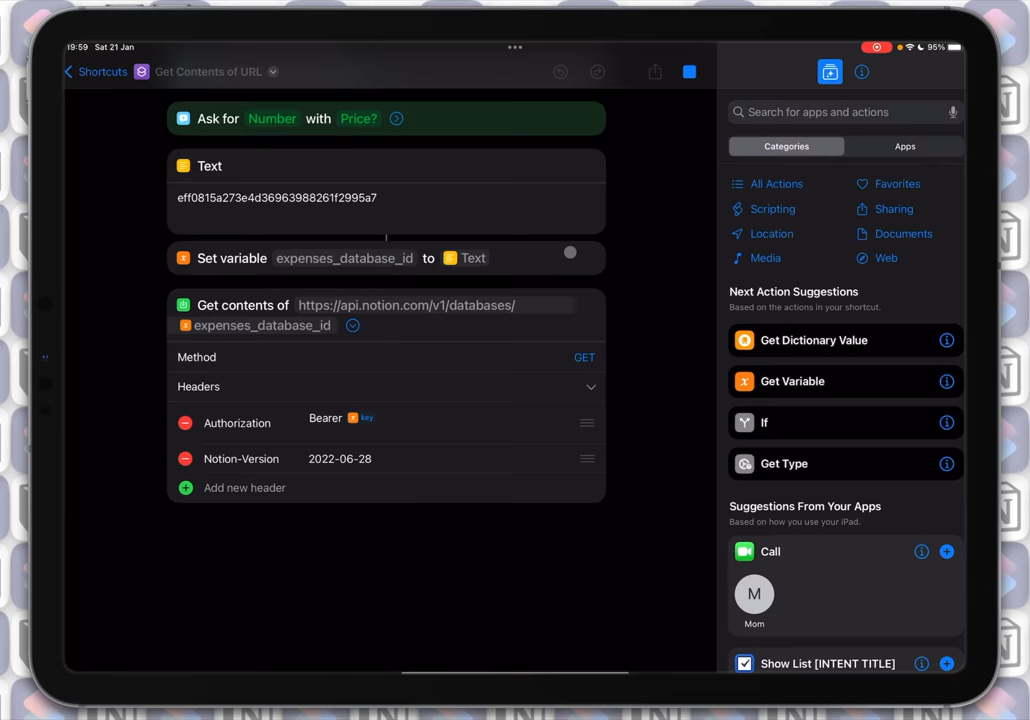 19:59 Sat 21 Jan
95%
Shortcuts Get Contents of URL
Ask for Number with Price?
Text
eff0815a273e4d36963988261f2995a7
Set variable expenses_database_id to Text
Get contents of https://api.notion.com/v1/databases/
expenses_database_id
Method GET
Headers
Authorization Bearer key
Notion-Version 2022-06-28
Add new header
Search for apps and actions
Categories Apps
All Actions Favorites
Scripting Sharing
Location Documents
Media Web
Next Action Suggestions
Based on the actions in your shortcut.
Get Dictionary Value
Get Variable
If
Get Type
Suggestions From Your Apps
Based on how you use your iPad.
Call
M
Mom
Show List [INTENT TITLE]